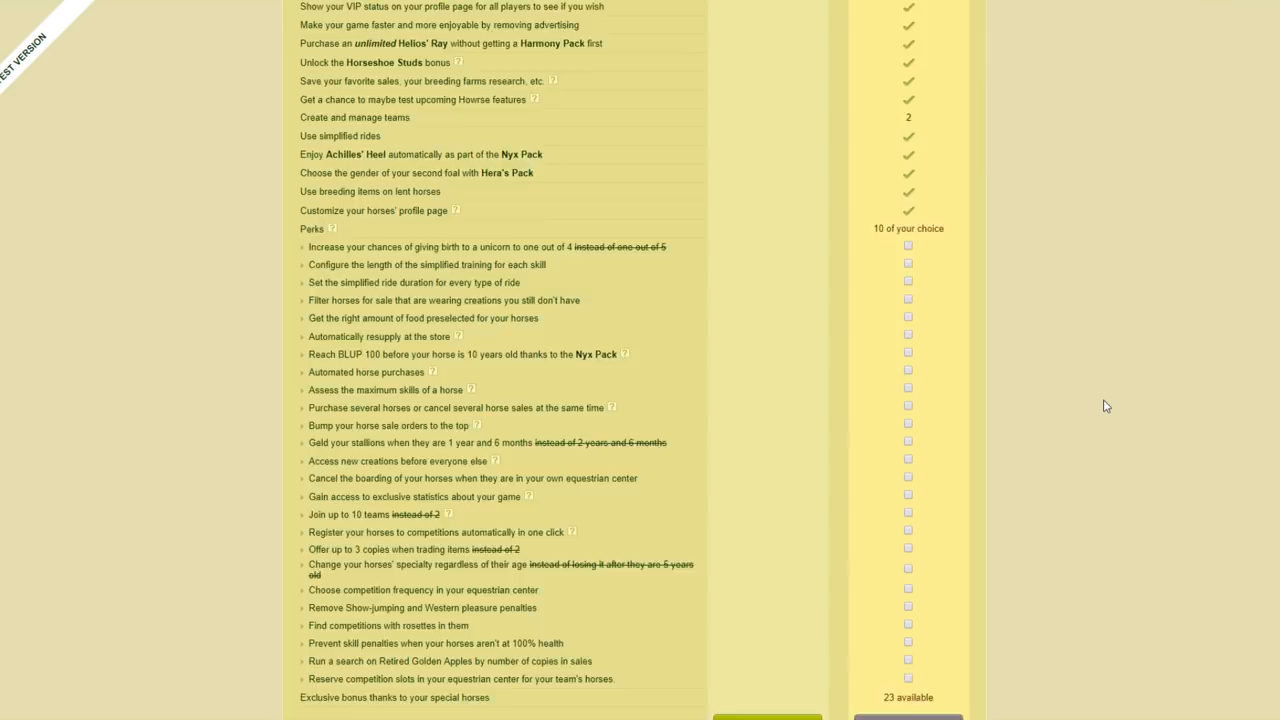 Show your VIP status on your profile page for all players to see if you wish
Make your game faster and more enjoyable by removing advertising
Purchase an unlimited Helios' Ray without getting a Harmony Pack first
Unlock the Horseshoe Studs bonus ?
Save your favorite sales, your breeding farms research, etc. ?
Get a chance to maybe test upcoming Howrse features ?
Create and manage teams 2
Use simplified rides
Enjoy Achilles' Heel automatically as part of the Nyx Pack
Choose the gender of your second foal with Hera's Pack
Use breeding items on lent horses
Customize your horses' profile page ?
Perks ? 10 of your choice
Increase your chances of giving birth to a unicorn to one out of 4 instead of one out of 5
Configure the length of the simplified training for each skill
Set the simplified ride duration for every type of ride
Filter horses for sale that are wearing creations you still don't have
Get the right amount of food preselected for your horses
Automatically resupply at the store ?
Reach BLUP 100 before your horse is 10 years old thanks to the Nyx Pack ?
Automated horse purchases ?
Assess the maximum skills of a horse ?
Purchase several horses or cancel several horse sales at the same time ?
Bump your horse sale orders to the top ?
Geld your stallions when they are 1 year and 6 months instead of 2 years and 6 months
Access new creations before everyone else ?
Cancel the boarding of your horses when they are in your own equestrian center
Gain access to exclusive statistics about your game ?
Join up to 10 teams instead of 2 ?
Register your horses to competitions automatically in one click ?
Offer up to 3 copies when trading items instead of 2
Change your horses' specialty regardless of their age instead of losing it after they are 5 years
old
Choose competition frequency in your equestrian center
Remove Show-jumping and Western pleasure penalties
Find competitions with rosettes in them
Prevent skill penalties when your horses aren't at 100% health
Run a search on Retired Golden Apples by number of copies in sales
Reserve competition slots in your equestrian center for your team's horses.
Exclusive bonus thanks to your special horses 23 available
VERSION